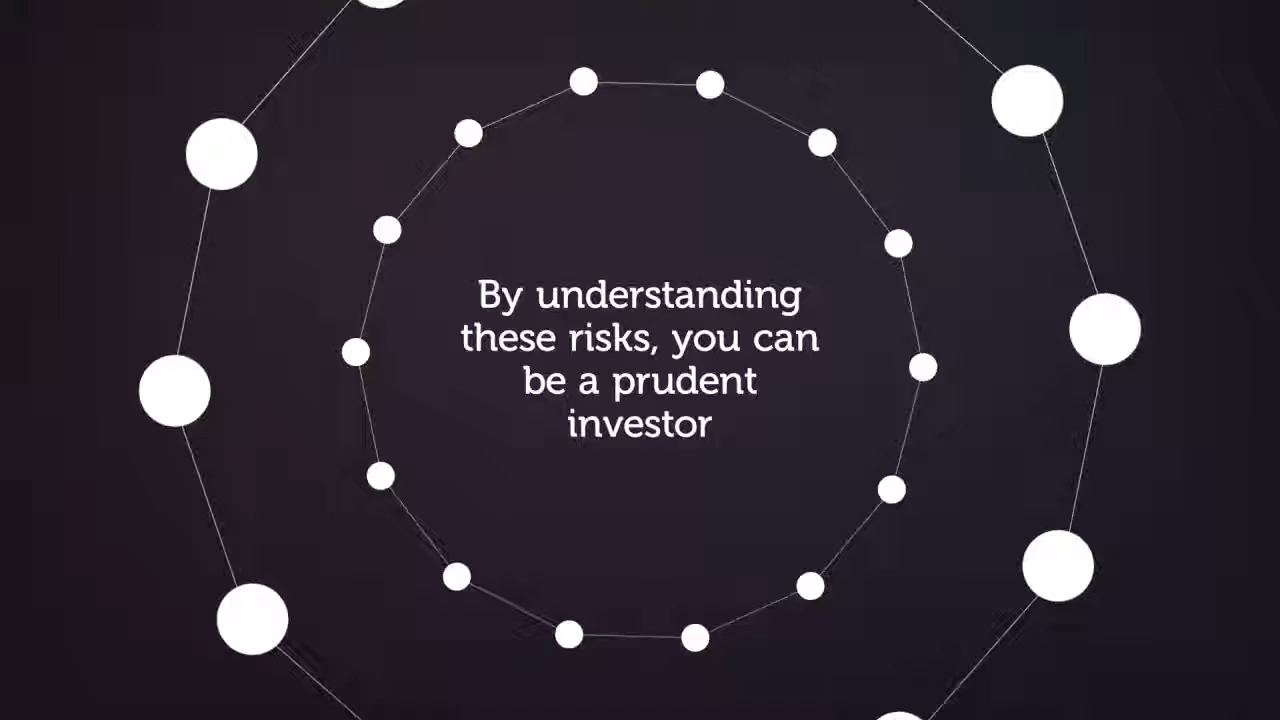 By understanding
these risks, you can
be a prudent
investor